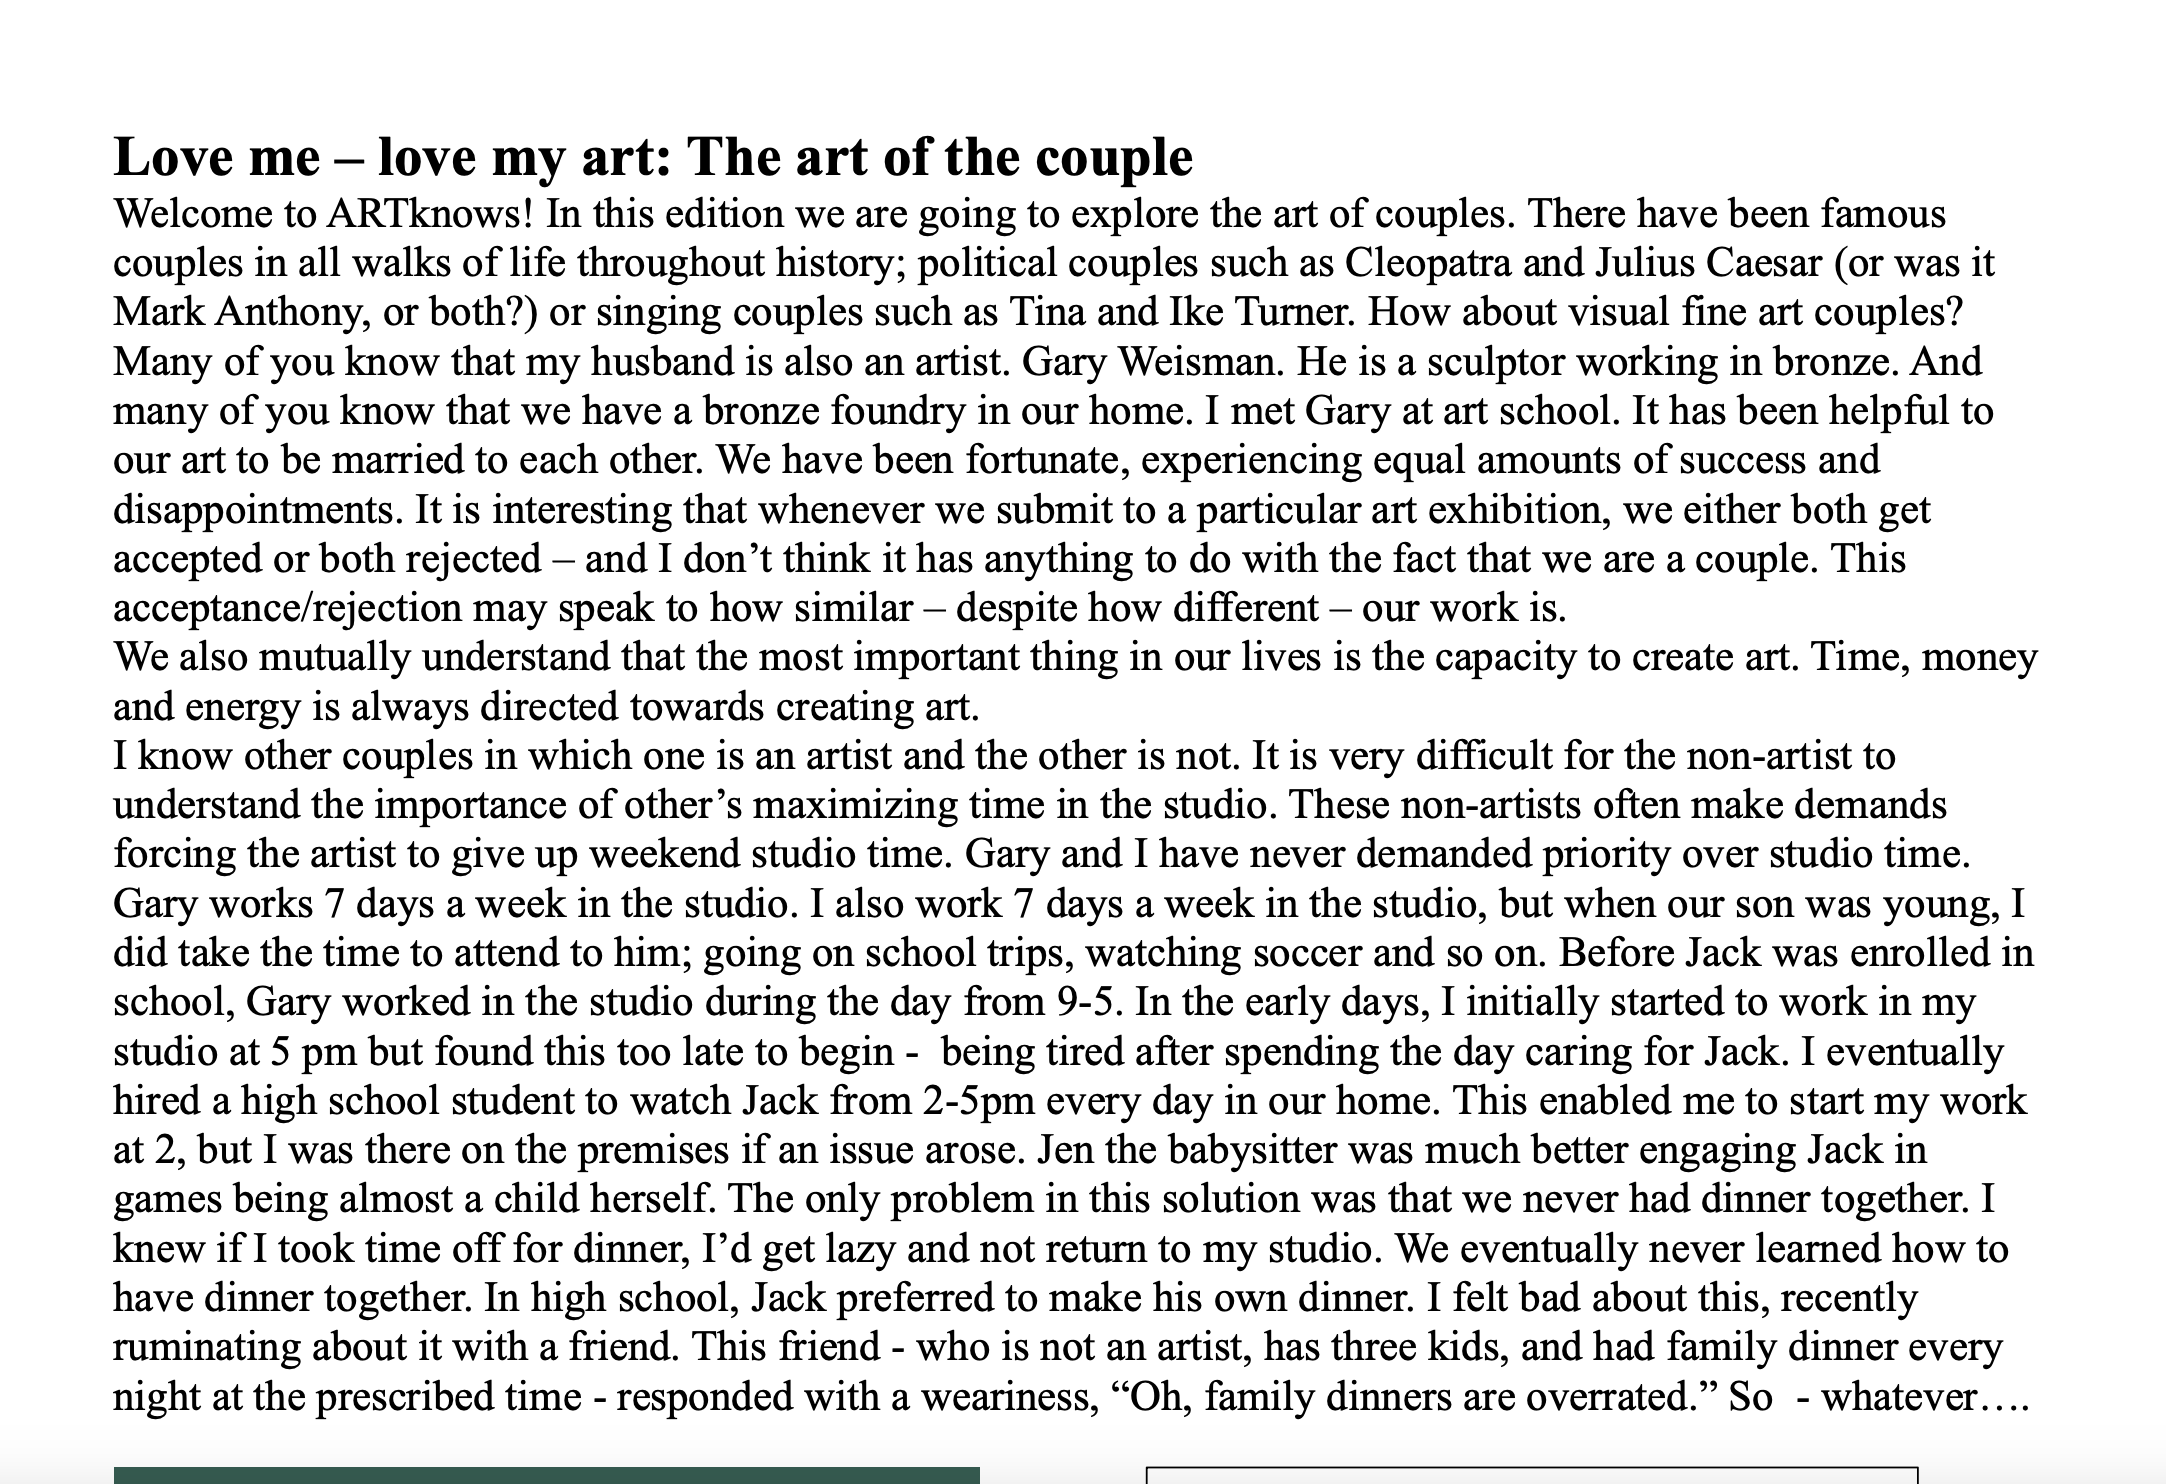 Love me – love my art: The art of the couple
Welcome to ARTknows! In this edition we are going to explore the art of couples. There have been famous
couples in all walks of life throughout history; political couples such as Cleopatra and Julius Caesar (or was it
Mark Anthony, or both?) or singing couples such as Tina and Ike Turner. How about visual fine art couples?
Many of you know that my husband is also an artist. Gary Weisman. He is a sculptor working in bronze. And
many of you know that we have a bronze foundry in our home. I met Gary at art school. It has been helpful to
our art to be married to each other. We have been fortunate, experiencing equal amounts of success and
disappointments. It is interesting that whenever we submit to a particular art exhibition, we either both get
accepted or both rejected – and I don’t think it has anything to do with the fact that we are a couple. This
acceptance/rejection may speak to how similar – despite how different – our work is.
We also mutually understand that the most important thing in our lives is the capacity to create art. Time, money
and energy is always directed towards creating art.
I know other couples in which one is an artist and the other is not. It is very difficult for the non-artist to
understand the importance of other’s maximizing time in the studio. These non-artists often make demands
forcing the artist to give up weekend studio time. Gary and I have never demanded priority over studio time.
Gary works 7 days a week in the studio. I also work 7 days a week in the studio, but when our son was young, I
did take the time to attend to him; going on school trips, watching soccer and so on. Before Jack was enrolled in
school, Gary worked in the studio during the day from 9-5. In the early days, I initially started to work in my
studio at 5 pm but found this too late to begin -  being tired after spending the day caring for Jack. I eventually
hired a high school student to watch Jack from 2-5pm every day in our home. This enabled me to start my work
at 2, but I was there on the premises if an issue arose. Jen the babysitter was much better engaging Jack in
games being almost a child herself. The only problem in this solution was that we never had dinner together. I
knew if I took time off for dinner, I’d get lazy and not return to my studio. We eventually never learned how to
have dinner together. In high school, Jack preferred to make his own dinner. I felt bad about this, recently
ruminating about it with a friend. This friend - who is not an artist, has three kids, and had family dinner every
night at the prescribed time - responded with a weariness, “Oh, family dinners are overrated.” So  - whatever….